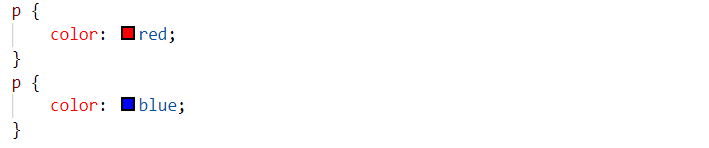 p {
    color: red;
}
p {
    color: blue;
}